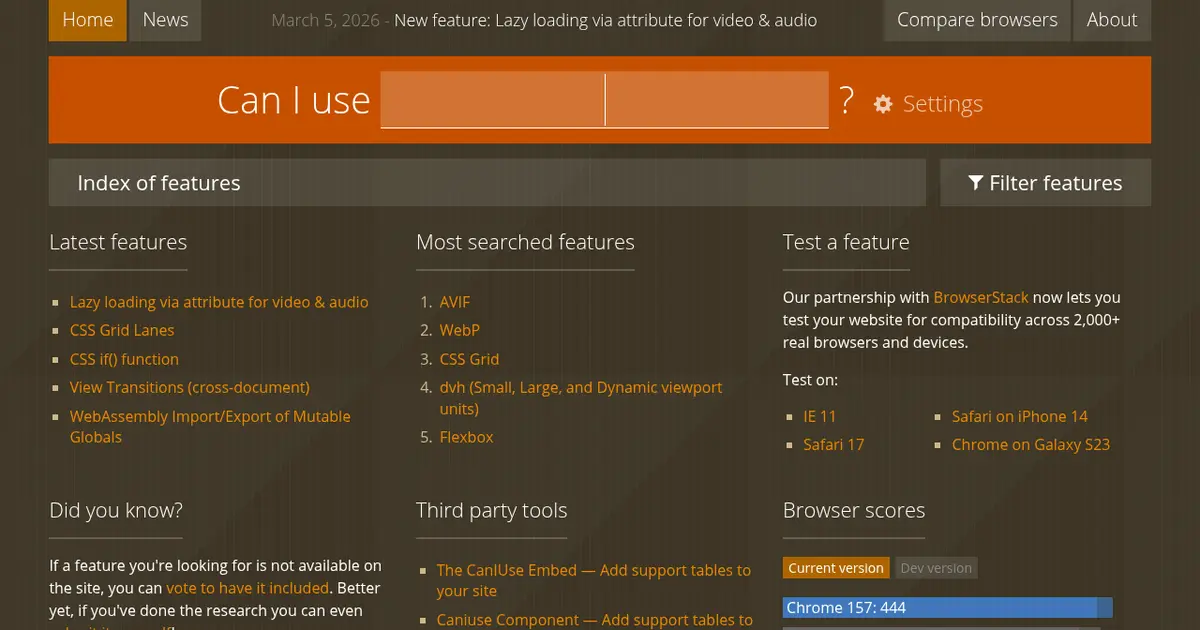 Home
News
March 5, 2026 - New feature: Lazy loading via attribute for video & audio
Compare browsers
About
Can I use
?
Settings
Index of features
Filter features
Latest features
Lazy loading via attribute for video & audio
CSS Grid Lanes
CSS if() function
View Transitions (cross-document)
WebAssembly Import/Export of Mutable
Globals
Most searched features
1. AVIF
2. WebP
3. CSS Grid
4. dvh (Small, Large, and Dynamic viewport
units)
5. Flexbox
Test a feature
Our partnership with BrowserStack now lets you
test your website for compatibility across 2,000+
real browsers and devices.
Test on:
IE 11
Safari 17
Safari on iPhone 14
Chrome on Galaxy S23
Did you know?
If a feature you're looking for is not available on
the site, you can vote to have it included. Better
yet, if you've done the research you can even
Third party tools
The CanIUse Embed — Add support tables to
your site
Caniuse Component — Add support tables to
Browser scores
Current version
Dev version
Chrome 157: 444